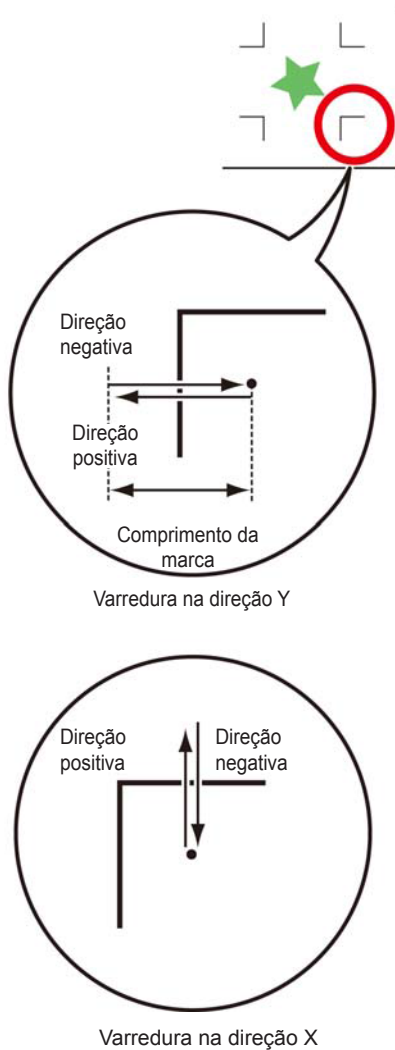 Direção
negativa
Direção
positiva
Comprimento da
marca
Varredura na direção Y
Direção
positiva
Direção
negativa
Varredura na direção X